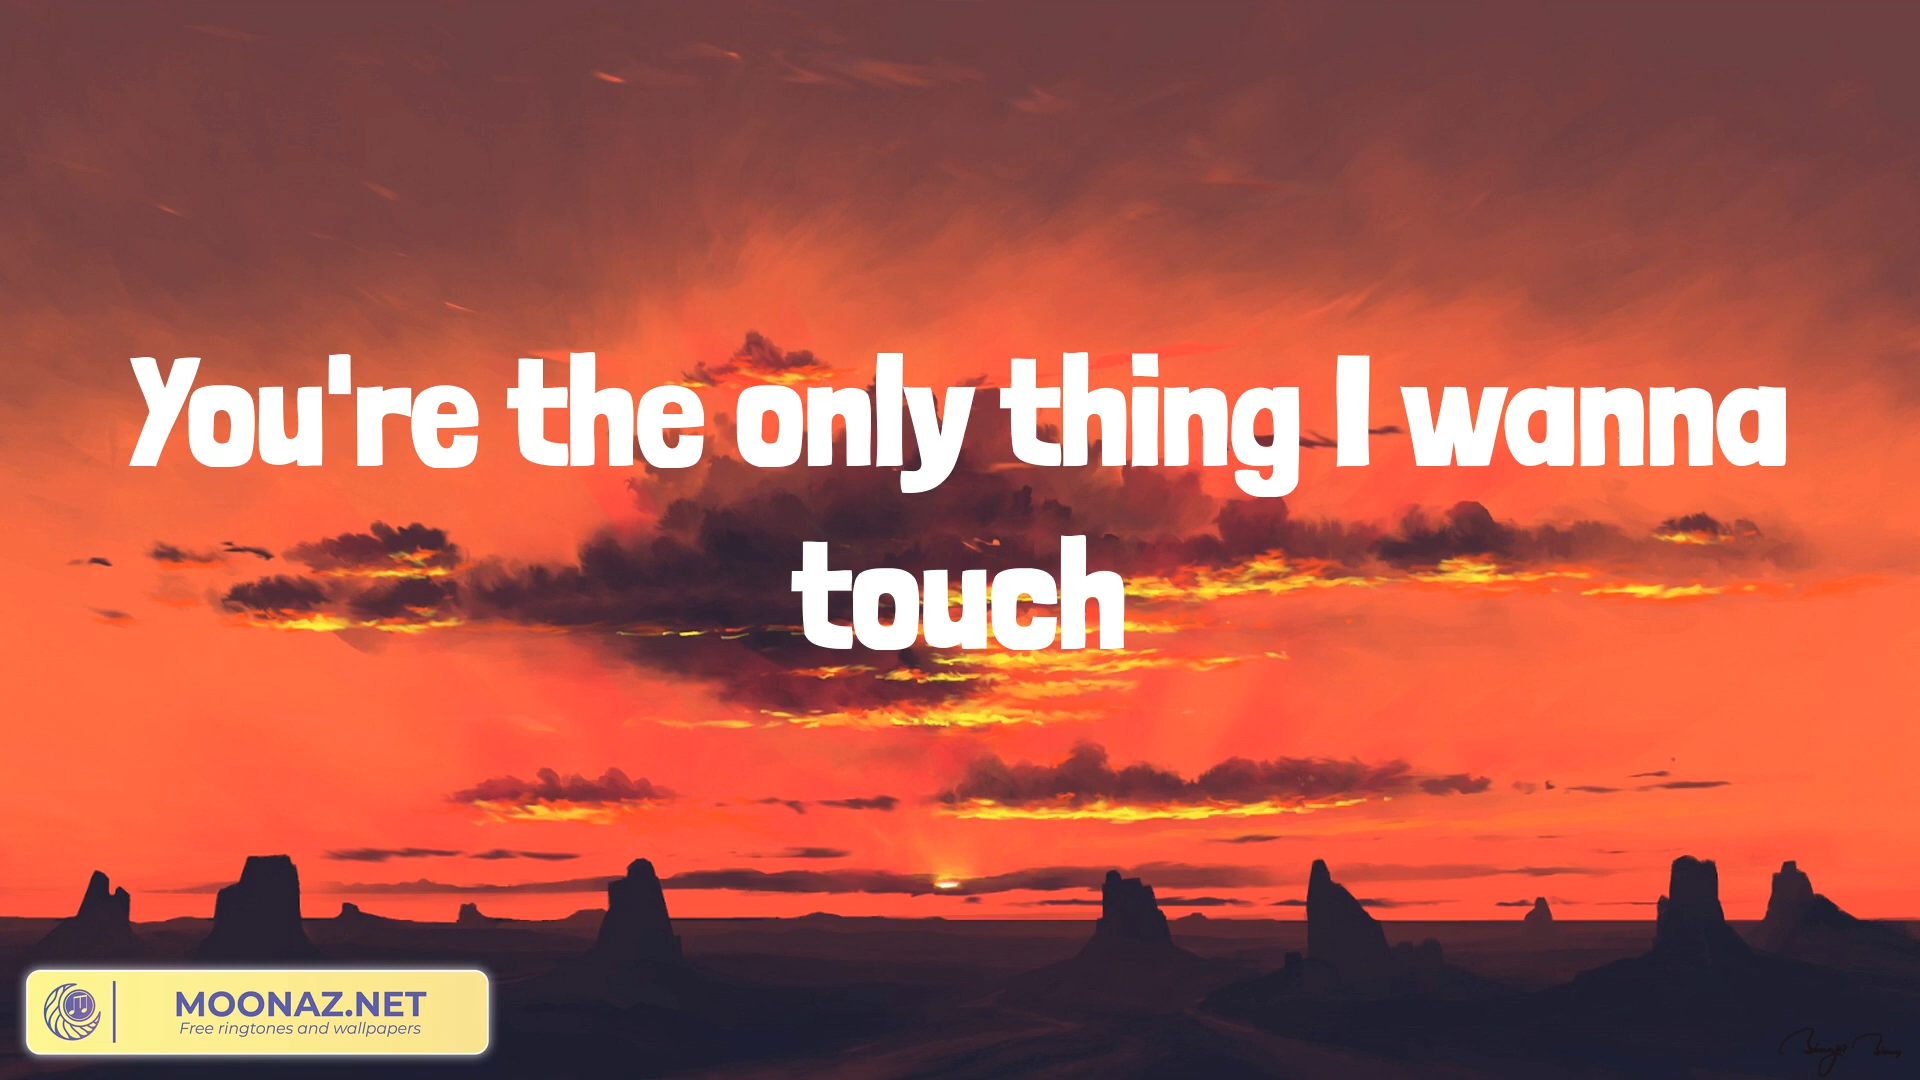 You're the only thing I wanna
touch
MOONAZ.NET
Free ringtones and wallpapers